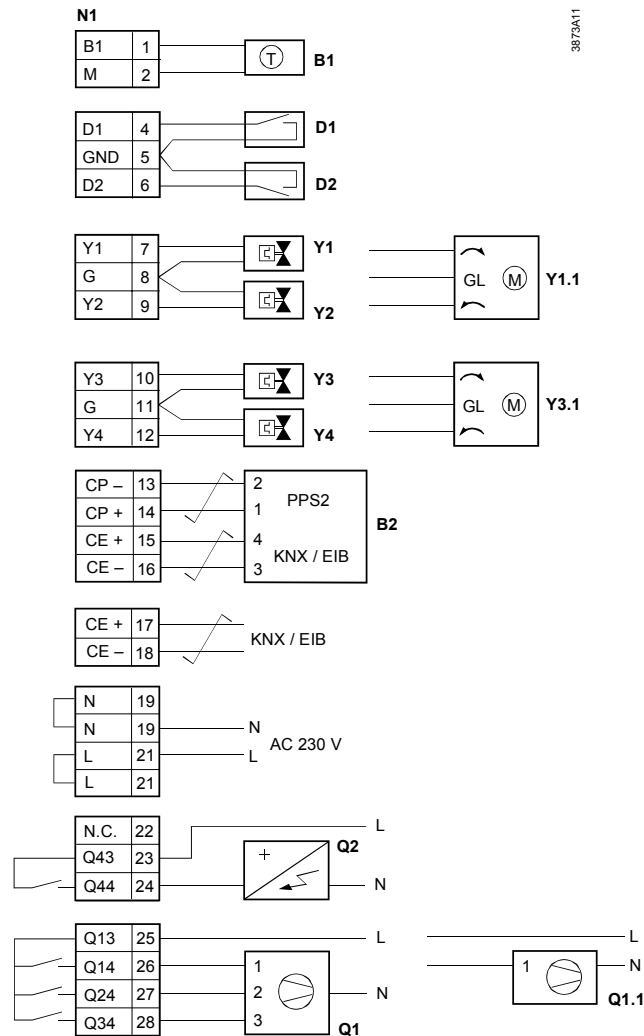 N1
3873A11
B1 1
M 2
T
B1
D1 4
GND 5
D2 6
D1
D2
Y1 7
G 8
Y2 9
Y1
Y2
GL M Y1.1
Y3 10
G 11
Y4 12
Y3
Y4
GL M Y3.1
CP – 13
CP + 14
CE + 15
CE – 16
2
1
4
3
PPS2
KNX / EIB
B2
CE + 17
CE – 18
KNX / EIB
N 19
N 19
L 21
L 21
N
L
AC 230 V
N.C. 22
Q43 23
Q44 24
L
+
Q2
N
Q13 25
Q14 26
Q24 27
Q34 28
L
1
2
3
N
Q1
L
1
N
Q1.1